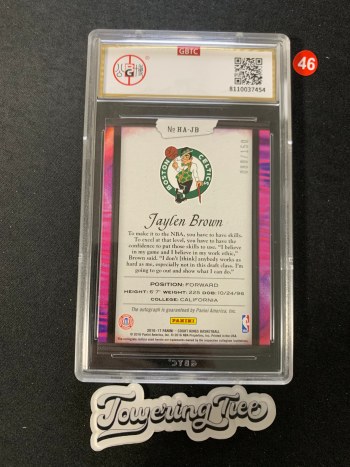 GBTC
8110037454
46
No HA-JB
BOSTON CELTICS
Jaylen Brown
To make it to the NBA, you have to have skills.
To excel at that level, you have to have the
confidence to put those skills to use. "I believe
in my game and I believe in my work ethic,"
Brown said. "I don't [think] anybody works as
hard as me, especially not in this draft class. I'm
going to go out and show what I can do."
POSITION: FORWARD
HEIGHT: 6'7" WEIGHT: 225 DOB: 10/24/96
COLLEGE: CALIFORNIA
The autograph is guaranteed by Panini America, Inc.
PANINI
GBTC
Towering Tree